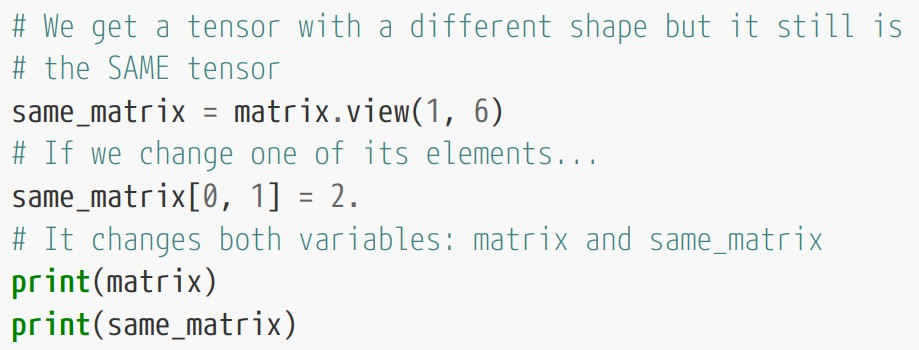 # We get a tensor with a different shape but it still is
# the SAME tensor
same_matrix = matrix.view(1, 6)
# If we change one of its elements...
same_matrix[0, 1] = 2.
# It changes both variables: matrix and same_matrix
print(matrix)
print(same_matrix)